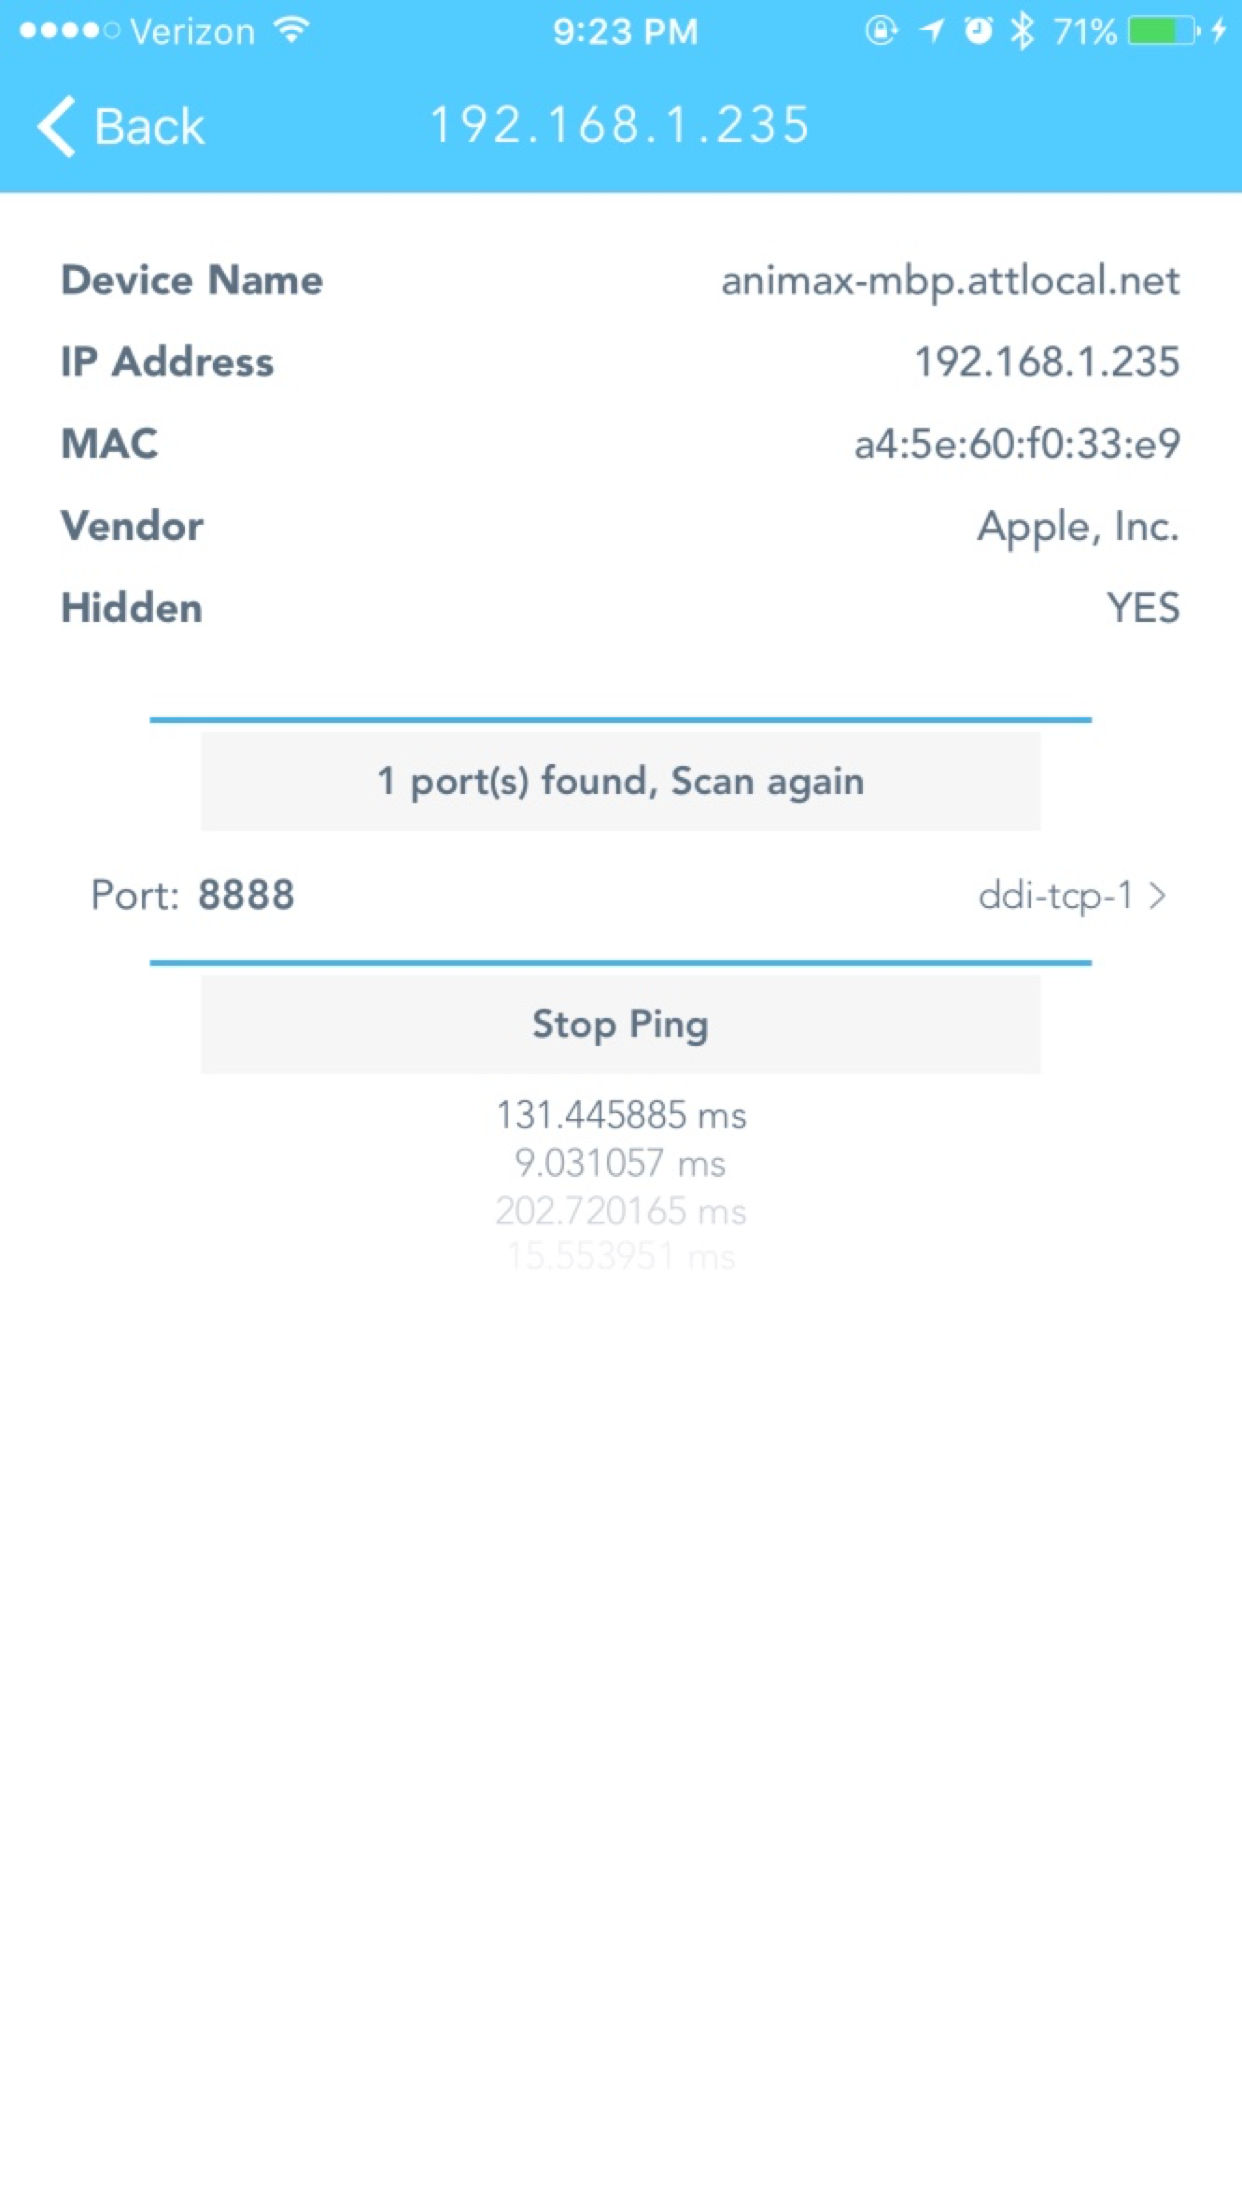 Verizon 9:23 PM 71%
Back 192.168.1.235
Device Name animax-mbp.attlocal.net
IP Address 192.168.1.235
MAC a4:5e:60:f0:33:e9
Vendor Apple, Inc.
Hidden YES
1 port(s) found, Scan again
Port: 8888 ddi-tcp-1
Stop Ping
131.445885 ms
9.031057 ms
202.720165 ms
15.553951 ms